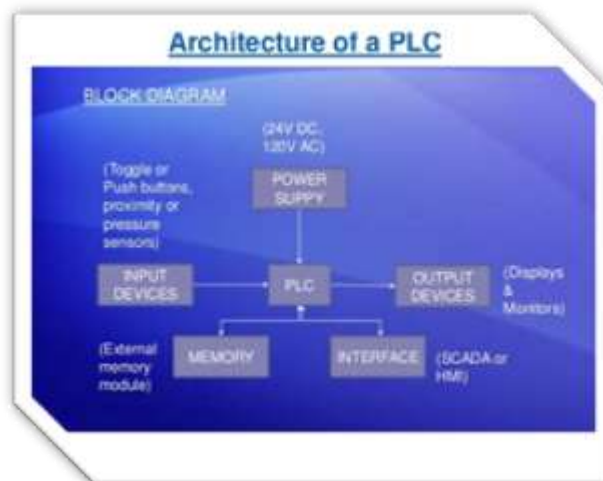 Architecture of a PLC
BLOCK DIAGRAM
(24V DC,
120V AC)
POWER
SUPPY
(Toggle or
Push buttons,
proximity or
pressure
sensors)
INPUT
DEVICES
PLC
OUTPUT
DEVICES
(Displays
&
Monitors)
(External
memory
module)
MEMORY
INTERFACE
(SCADA or
HMI)